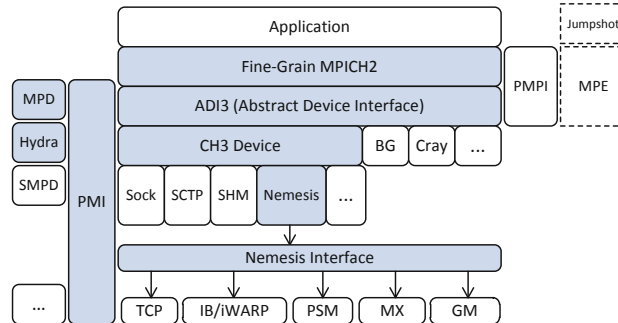 Application
Jumpshot
Fine-Grain MPICH2
PMPI
MPE
MPD
ADI3 (Abstract Device Interface)
Hydra
CH3 Device
BG
Cray
...
SMPD
PMI
Sock
SCTP
SHM
Nemesis
...
Nemesis Interface
...
TCP
IB/iWARP
PSM
MX
GM